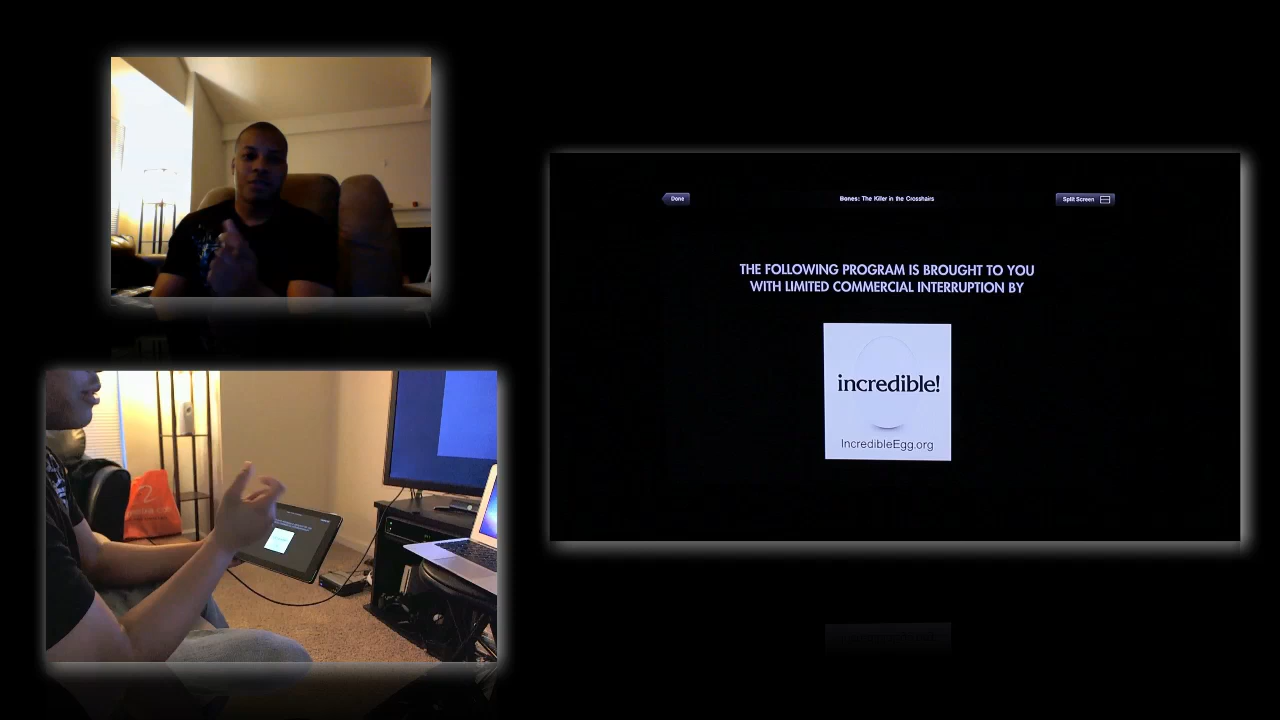 Done
Bones: The Killer in the Crosshairs
Split Screen
THE FOLLOWING PROGRAM IS BROUGHT TO YOU
WITH LIMITED COMMERCIAL INTERRUPTION BY
incredible!
IncredibleEgg.org